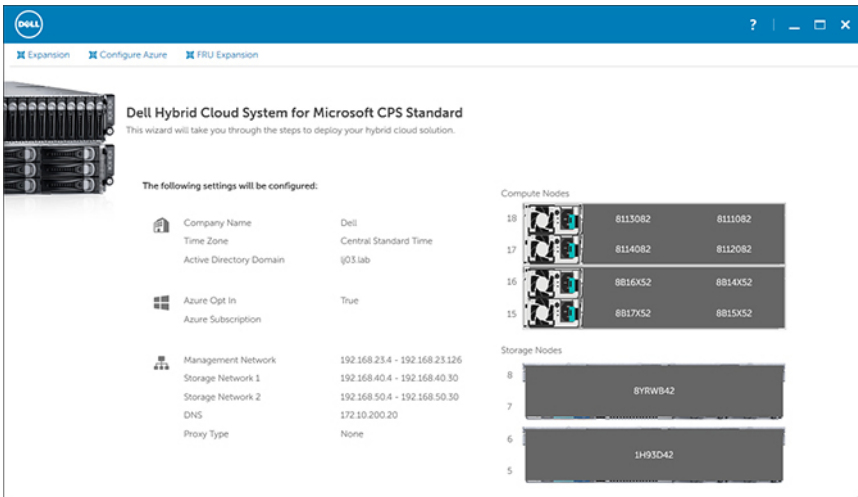 DELL
?
Expansion Configure Azure FRU Expansion
Dell Hybrid Cloud System for Microsoft CPS Standard
This wizard will take you through the steps to deploy your hybrid cloud solution.
The following settings will be configured:
Company Name Dell
Time Zone Central Standard Time
Active Directory Domain lj03.lab
Azure Opt In True
Azure Subscription
Management Network 192.168.23.4 - 192.168.23.126
Storage Network 1 192.168.40.4 - 192.168.40.30
Storage Network 2 192.168.50.4 - 192.168.50.30
DNS 172.10.200.20
Proxy Type None
Compute Nodes
18 8113082 8111082
17 8114082 8112082
16 8B16X52 8B14X52
15 8B17X52 8B15X52
Storage Nodes
8
8YRWB42
7
6
1H93D42
5